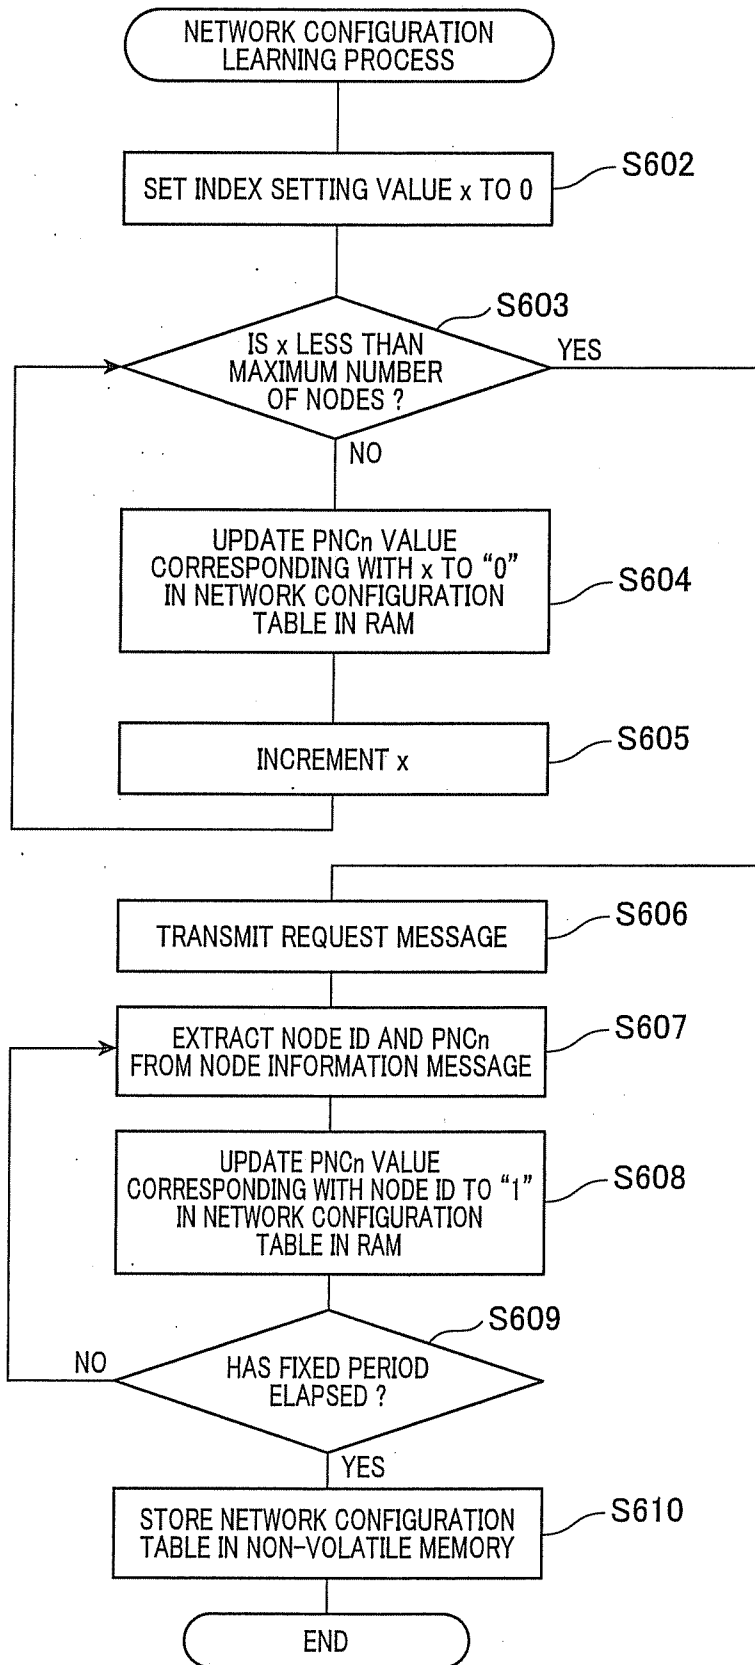 NETWORK CONFIGURATION
LEARNING PROCESS
SET INDEX SETTING VALUE x TO 0
S602
S603
IS x LESS THAN
MAXIMUM NUMBER
OF NODES ?
YES
NO
UPDATE PNCn VALUE
CORRESPONDING WITH x TO “0”
IN NETWORK CONFIGURATION
TABLE IN RAM
S604
INCREMENT x
S605
TRANSMIT REQUEST MESSAGE
S606
EXTRACT NODE ID AND PNCn
FROM NODE INFORMATION MESSAGE
S607
UPDATE PNCn VALUE
CORRESPONDING WITH NODE ID TO “1”
IN NETWORK CONFIGURATION
TABLE IN RAM
S608
S609
HAS FIXED PERIOD
ELAPSED ?
NO
YES
STORE NETWORK CONFIGURATION
TABLE IN NON-VOLATILE MEMORY
S610
END